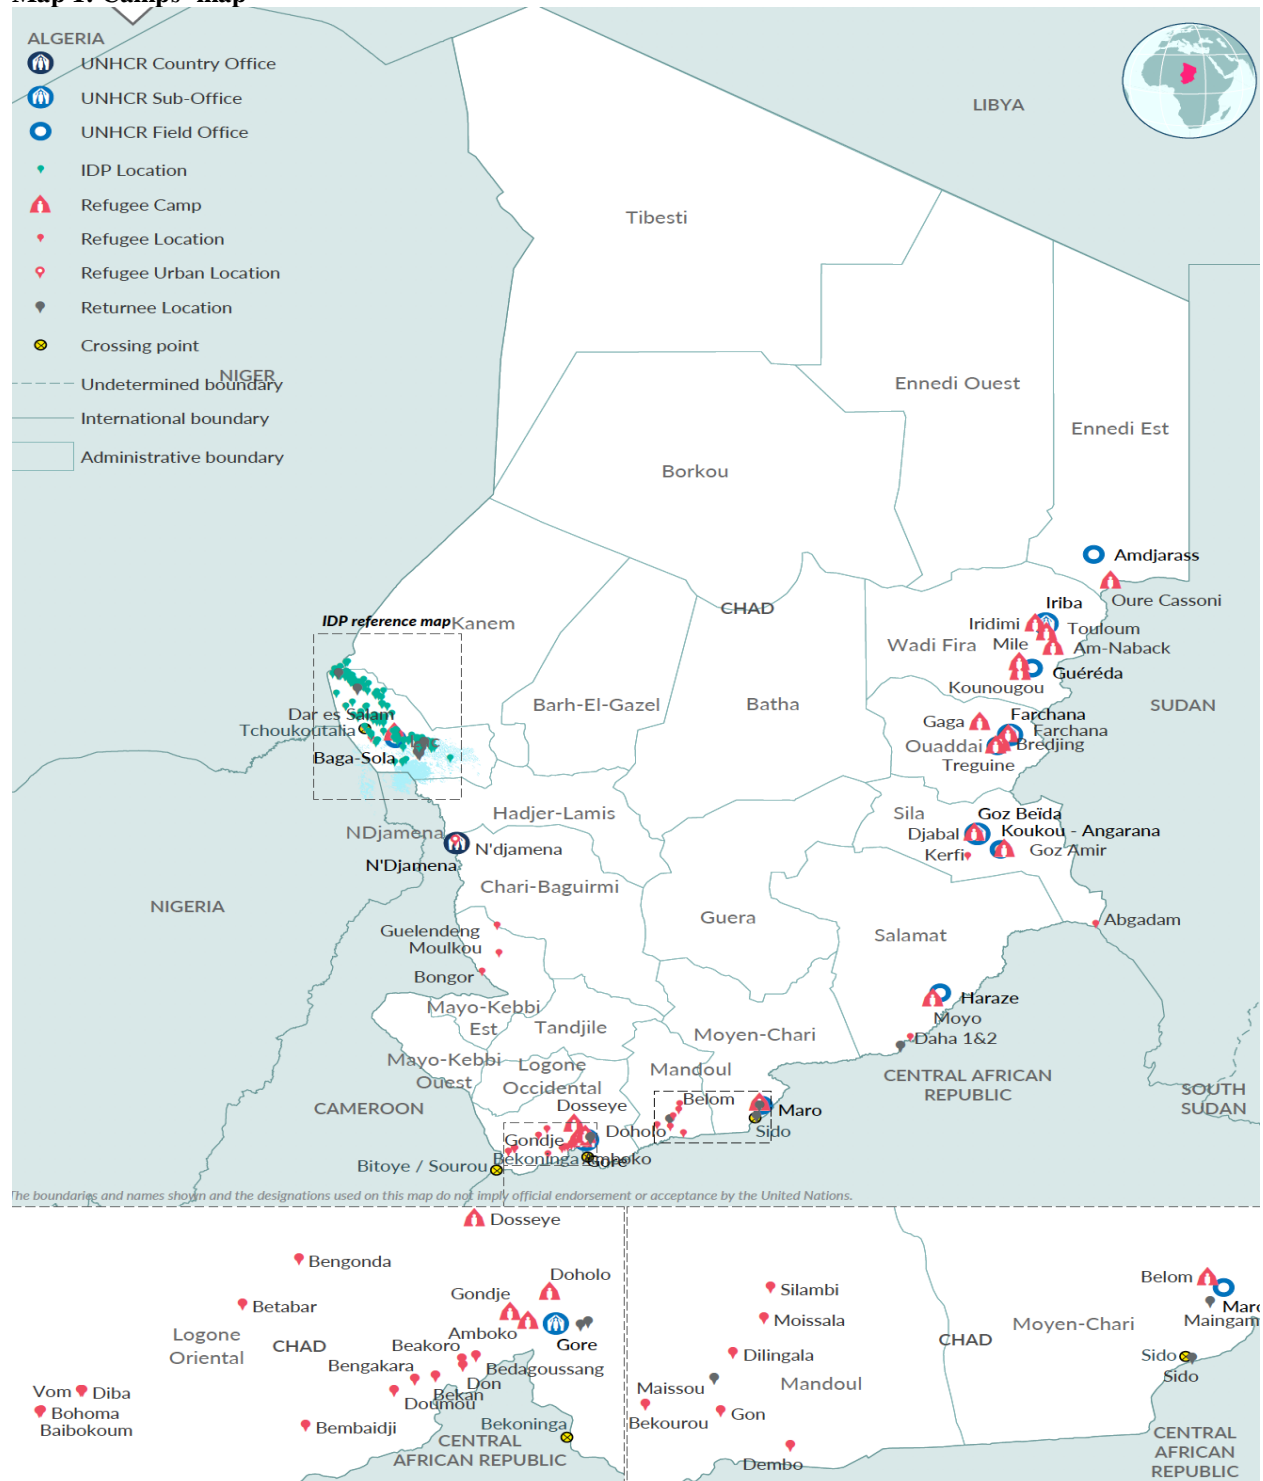 Map 1: Camps' map
ALGERIA
UNHCR Country Office
UNHCR Sub-Office
UNHCR Field Office
IDP Location
Refugee Camp
Refugee Location
Refugee Urban Location
Returnee Location
Crossing point
NIGER
Undetermined boundary
International boundary
Administrative boundary
LIBYA
Tibesti
Ennedi Ouest
Ennedi Est
Borkou
Amdjarass
Oure Cassoni
CHAD
Iriba
Iridimi
Touloum
Wadi Fira
Mile
Am-Naback
Guéréda
Kounougou
IDP reference map
Kanem
Barh-El-Gazel
Batha
SUDAN
Dar es Salam
Tchoukoutalia
Baga-Sola
Gaga
Farchana
Farchana
Ouaddai
Bredjing
Treguine
Hadjer-Lamis
Sila
Goz Beïda
Djabal
Koukou - Angarana
Kerfi
Goz Amir
NDjamena
N'djamena
N'Djamena
Chari-Baguirmi
NIGERIA
Guera
Abgadam
Salamat
Guelendeng
Moulkou
Bongor
Haraze
Moyo
Daha 1&2
Mayo-Kebbi
Est
Tandjile
Moyen-Chari
Mayo-Kebbi
Ouest
Logone
Occidental
Mandoul
CENTRAL AFRICAN
REPUBLIC
SOUTH
SUDAN
CAMEROON
Dosseye
Belom
Maro
Sido
Gondje
Doholo
Bekoninga
Amboko
Gore
Bitoye / Sourou
The boundaries and names shown and the designations used on this map do not imply official endorsement or acceptance by the United Nations.
Dosseye
Bengonda
Doholo
Betabar
Gondje
Logone
Oriental
CHAD
Amboko
Gore
Beakoro
Bengakara
Bedagoussang
Don
Bekan
Doumou
Vom
Diba
Bohoma
Baibokoum
Bembaidji
Bekoninga
CENTRAL
AFRICAN REPUBLIC
Silambi
Moissala
Dilingala
Maissou
Mandoul
Bekourou
Gon
Dembo
Belom
Maro
Maingam
Moyen-Chari
CHAD
Sido
Sido
CENTRAL
AFRICAN
REPUBLIC